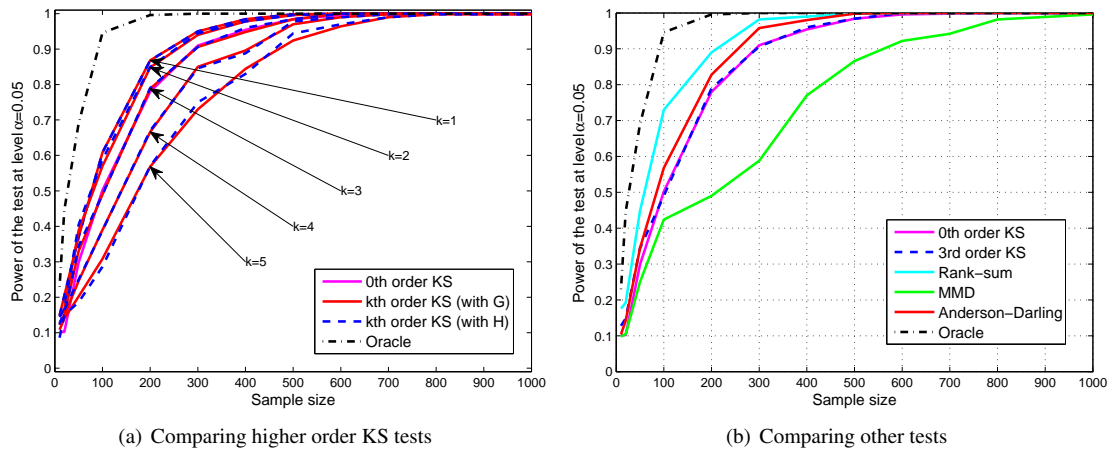 1
0.9
0.8
0.7
0.6
0.5
0.4
0.3
0.2
0.1
0
Power of the test at level α=0.05
0 100 200 300 400 500 600 700 800 900 1000
Sample size
k=1
k=2
k=3
k=4
k=5
0th order KS
kth order KS (with G)
kth order KS (with H)
Oracle
(a) Comparing higher order KS tests
1
0.9
0.8
0.7
0.6
0.5
0.4
0.3
0.2
0.1
0
Power of the test at level α=0.05
0 100 200 300 400 500 600 700 800 900 1000
Sample size
0th order KS
3rd order KS
Rank−sum
MMD
Anderson−Darling
Oracle
(b) Comparing other tests